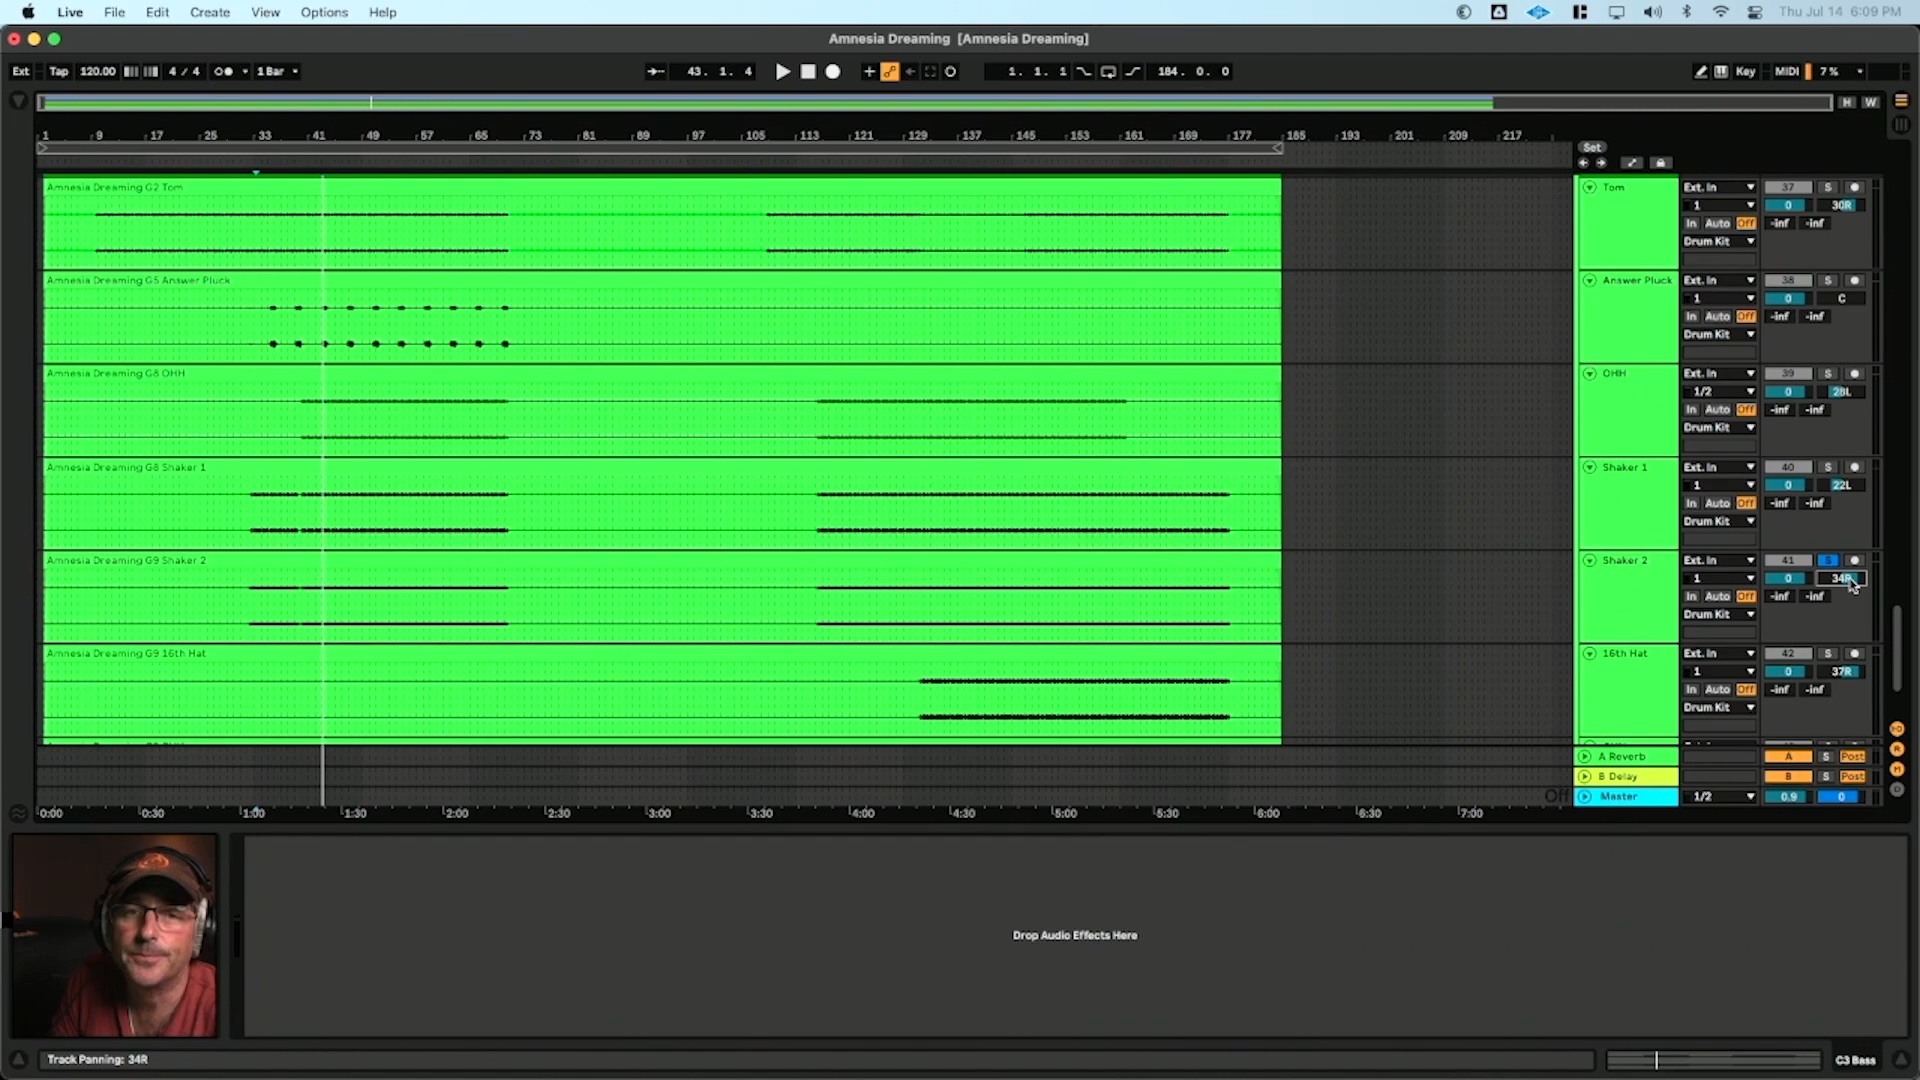 Live File Edit Create View Options Help
Thu Jul 14 6:09 PM
Amnesia Dreaming [Amnesia Dreaming]
Ext Tap 120.00 4 / 4 1 Bar 43. 1. 4 1. 1. 1 184. 0. 0 Key MIDI 7 %
H W
1 9 17 25 33 41 49 57 65 73 81 89 97 105 113 121 129 137 145 153 161 169 177 185 193 201 209 217
Set
Amnesia Dreaming G2 Tom
Tom Ext. In 37 S
1 0 30R
In Auto Off -inf -inf
Drum Kit
Amnesia Dreaming G5 Answer Pluck
Answer Pluck Ext. In 38 S
1 0 C
In Auto Off -inf -inf
Drum Kit
Amnesia Dreaming G8 OHH
OHH Ext. In 39 S
1/2 0 28L
In Auto Off -inf -inf
Drum Kit
Amnesia Dreaming G8 Shaker 1
Shaker 1 Ext. In 40 S
1 0 22L
In Auto Off -inf -inf
Drum Kit
Amnesia Dreaming G9 Shaker 2
Shaker 2 Ext. In 41 S
1 0 34R
In Auto Off -inf -inf
Drum Kit
Amnesia Dreaming G9 16th Hat
16th Hat Ext. In 42 S
1 0 37R
In Auto Off -inf -inf
Drum Kit
A Reverb A S Post
B Delay B S Post
Off Master 1/2 0.9 0
0:00 0:30 1:00 1:30 2:00 2:30 3:00 3:30 4:00 4:30 5:00 5:30 6:00 6:30 7:00
Drop Audio Effects Here
Track Panning: 34R
C3 Bass